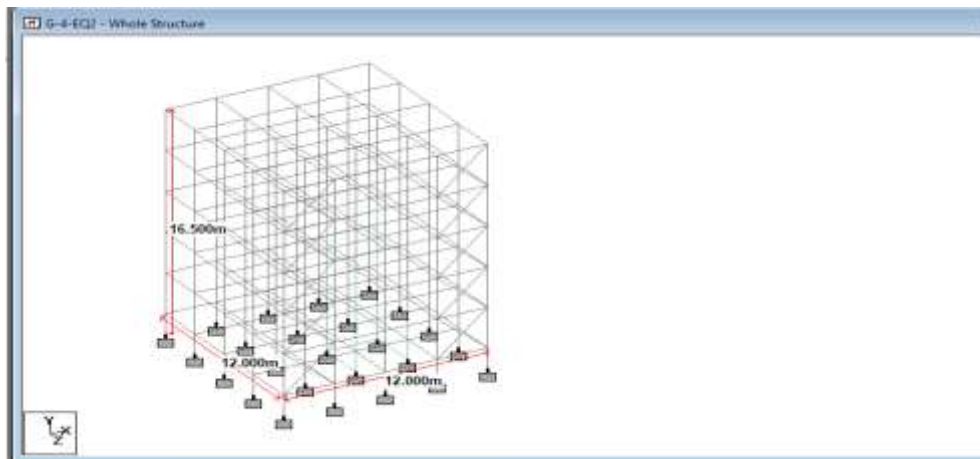 G-4-EQ2 - Whole Structure
16.500m
12.000m
12.000m
Y
X
Z